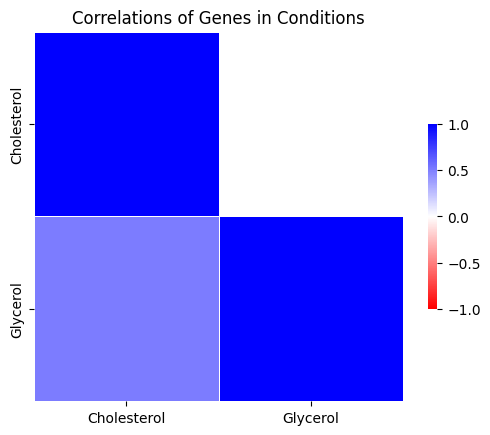 Correlations of Genes in Conditions
Cholesterol
Glycerol
Cholesterol
Glycerol
1.0
0.5
0.0
−0.5
−1.0